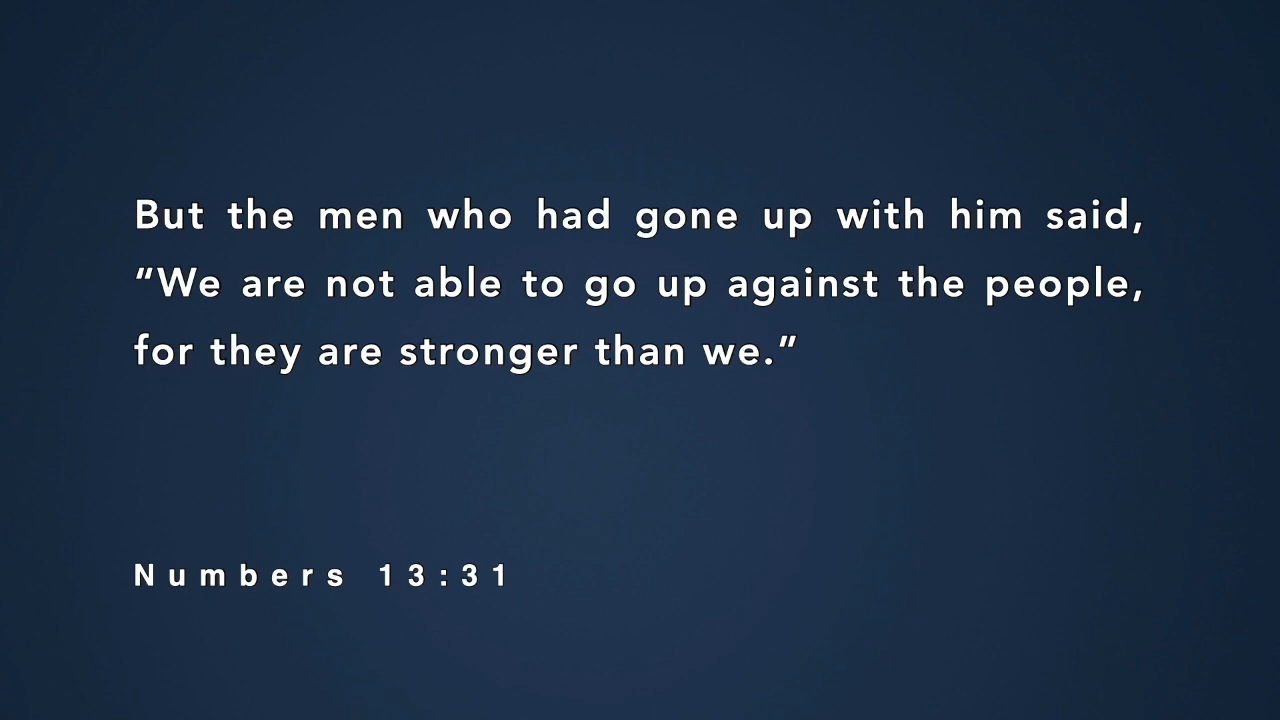 But the men who had gone up with him said,
“We are not able to go up against the people,
for they are stronger than we.”
Numbers 13:31